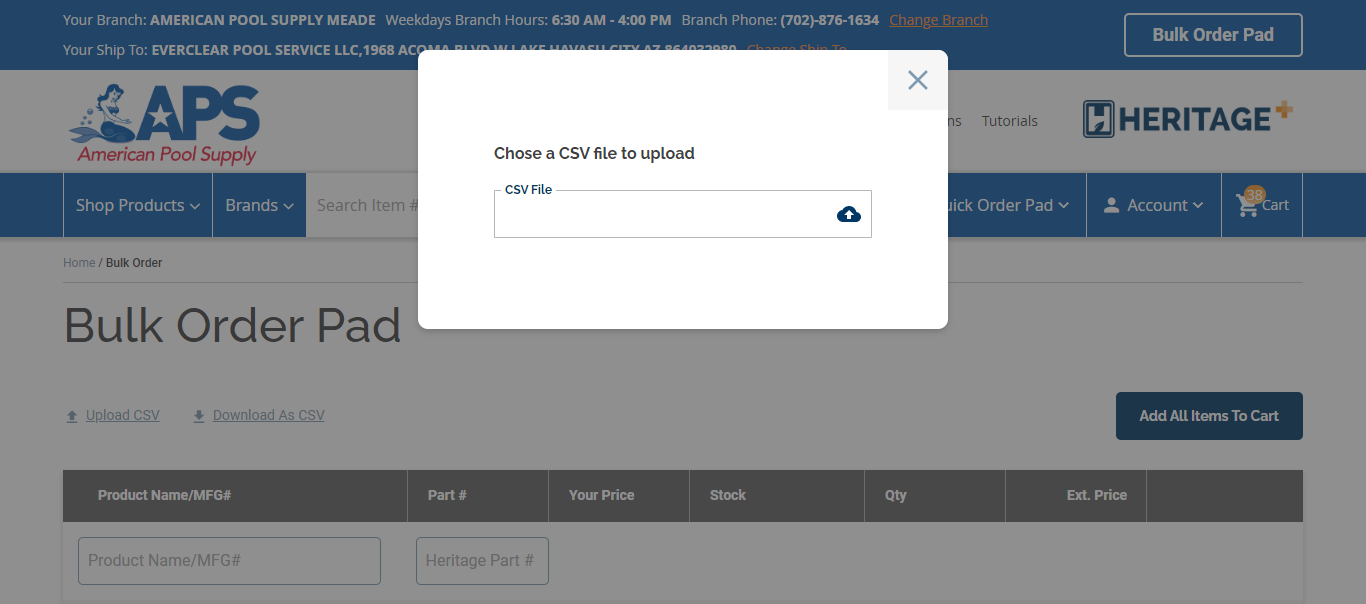 Your Branch: AMERICAN POOL SUPPLY MEADE Weekdays Branch Hours: 6:30 AM - 4:00 PM Branch Phone: (702)-876-1634 Change Branch
Bulk Order Pad
Your Ship To: EVERCLEAR POOL SERVICE LLC,1968 ACOMA BLVD W LAKE HAVASU CITY AZ 864032980 Change Ship To
Chose a CSV file to upload
CSV File
APS
American Pool Supply
Tutorials
HERITAGE+
Shop Products
Brands
Search Item #
uick Order Pad
Account
38
Cart
Home / Bulk Order
Bulk Order Pad
Upload CSV Download As CSV
Add All Items To Cart
Product Name/MFG# Part # Your Price Stock Qty Ext. Price
Product Name/MFG# Heritage Part #